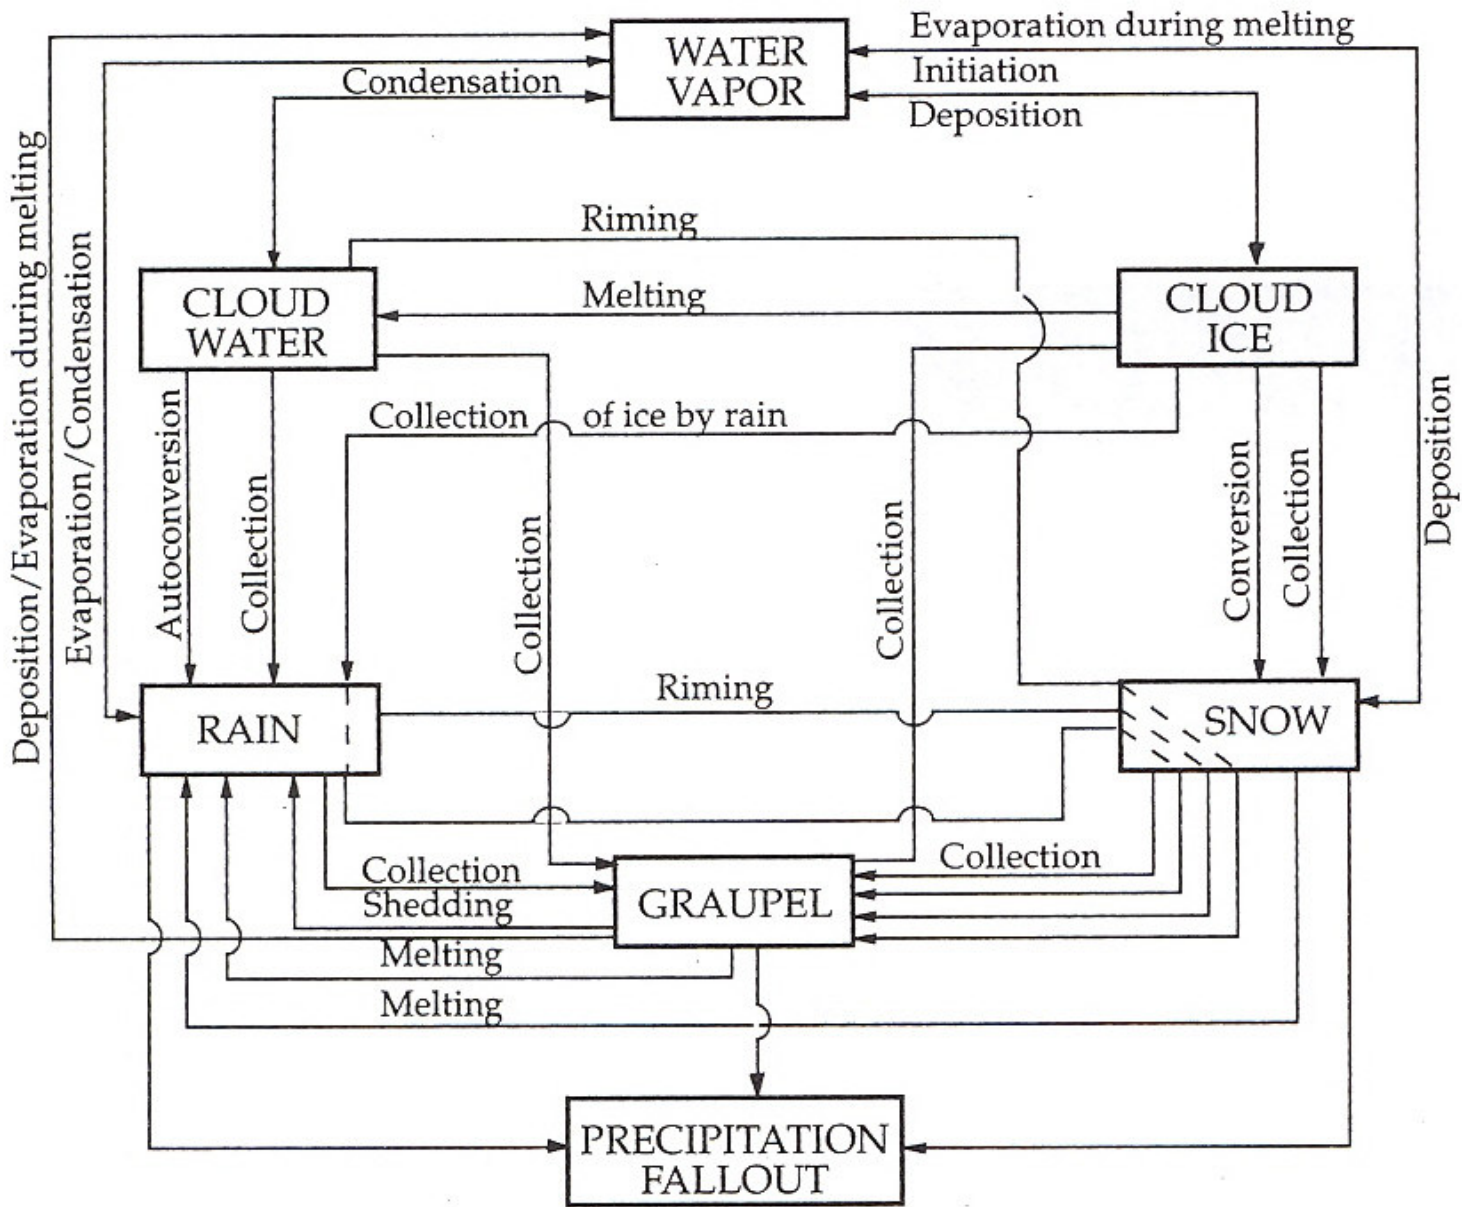 Evaporation during melting
WATER
VAPOR
Initiation
Condensation
Deposition
Deposition/Evaporation during melting
Evaporation/Condensation
Riming
Melting
CLOUD
WATER
CLOUD
ICE
Collection of ice by rain
Autoconversion
Collection
Collection
Collection
Conversion
Collection
Deposition
Riming
RAIN
SNOW
Collection
Collection
GRAUPEL
Shedding
Melting
Melting
PRECIPITATION
FALLOUT